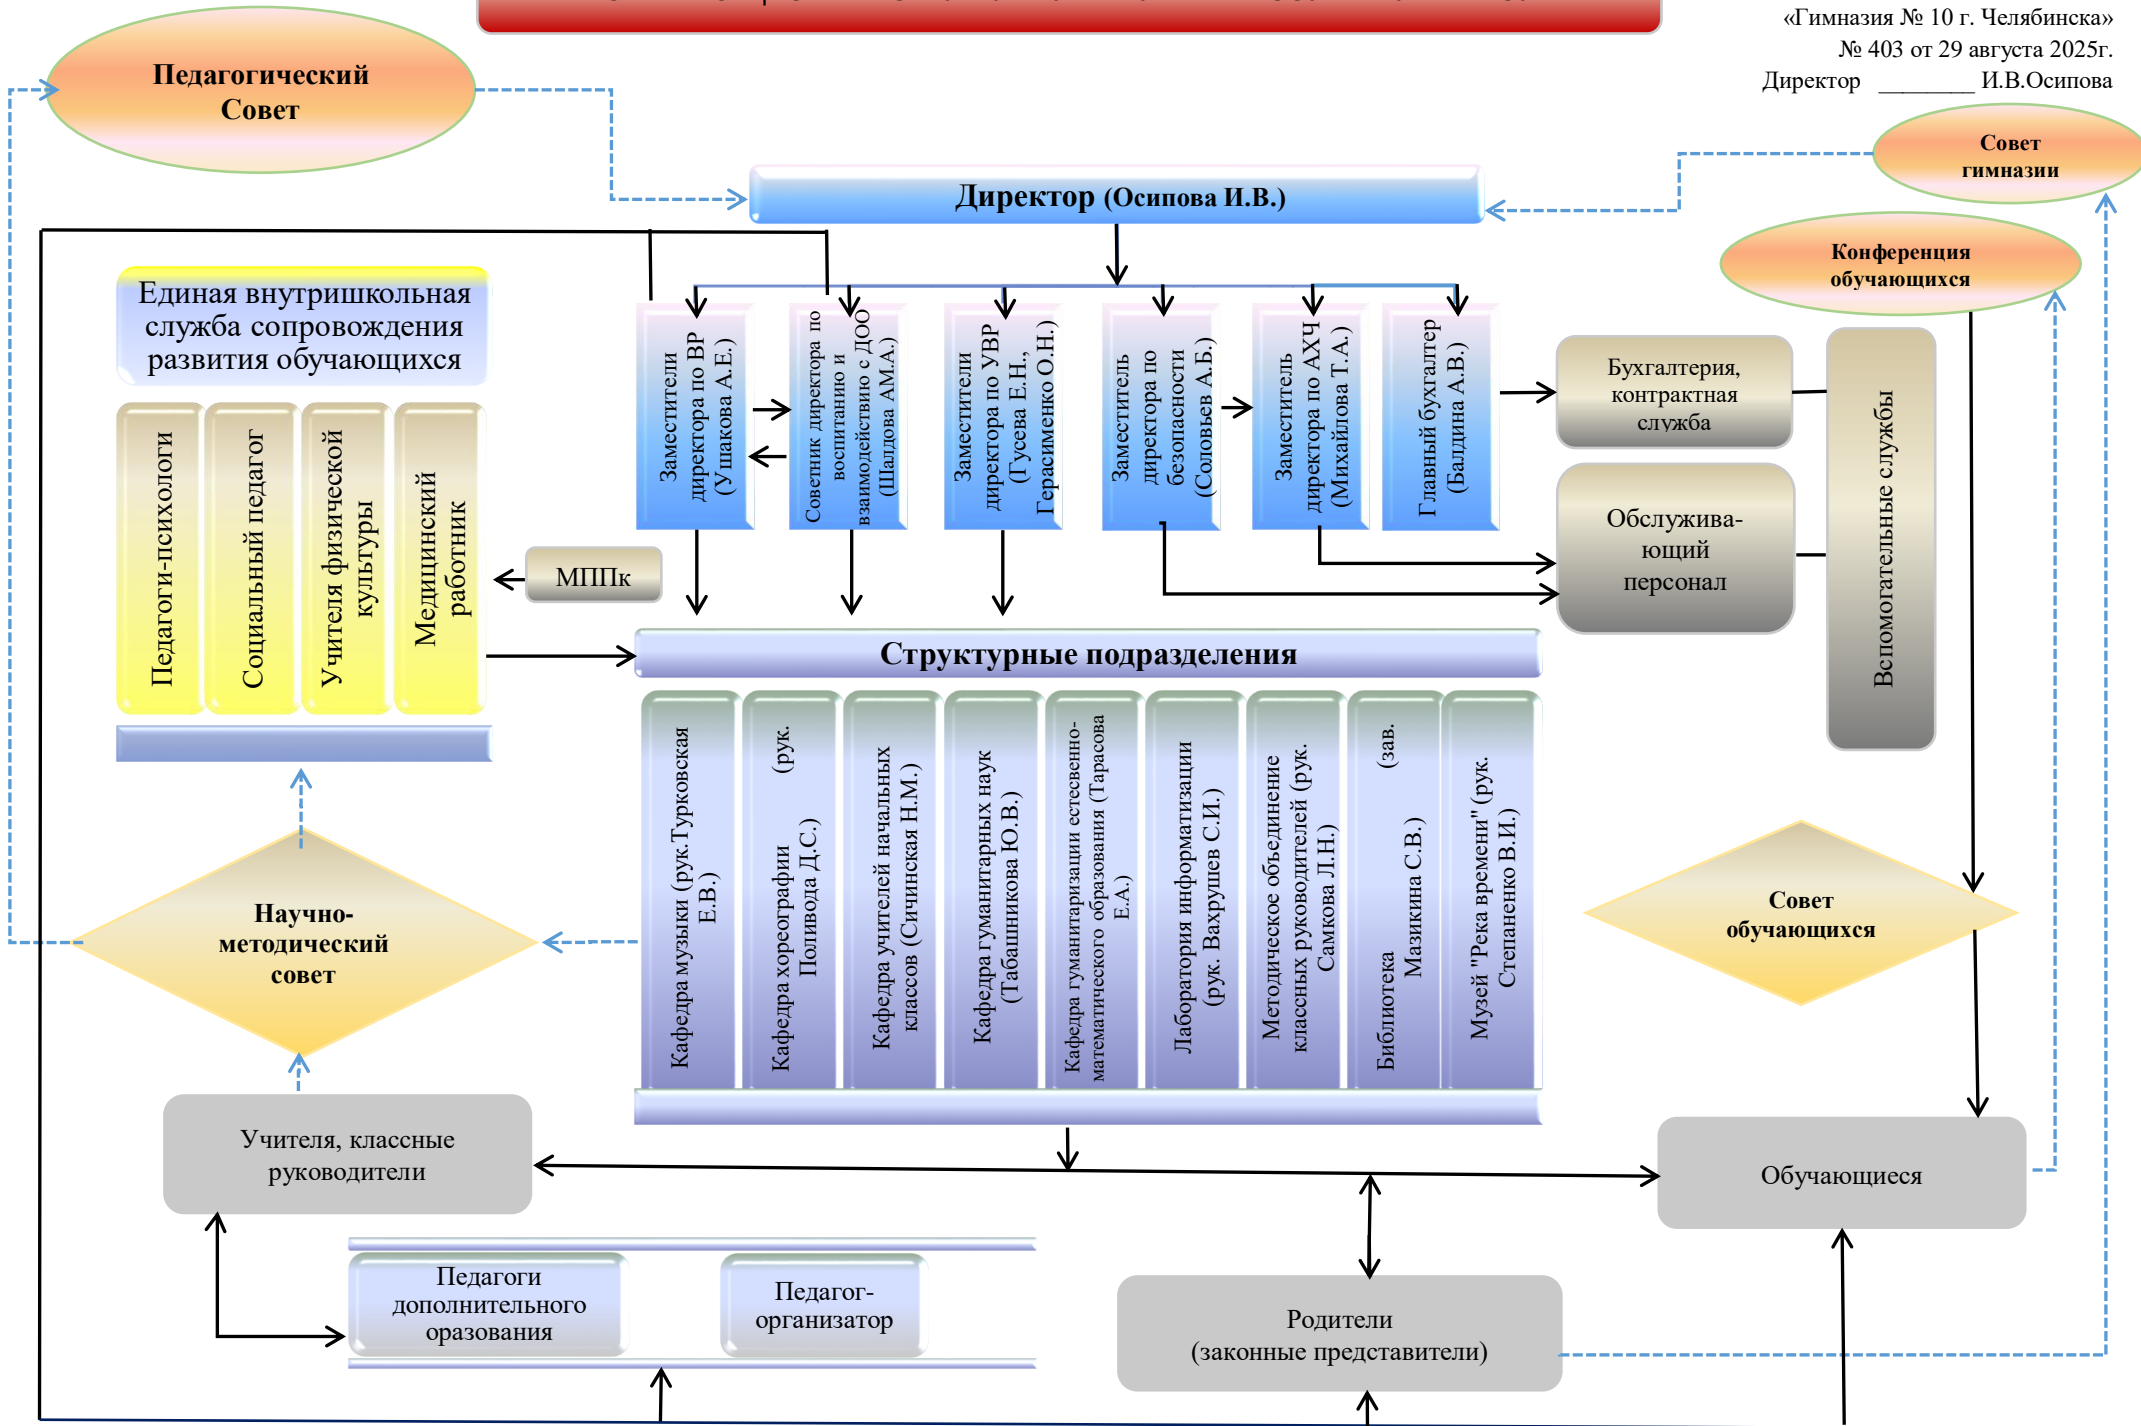 «Гимназия № 10 г. Челябинска»
№ 403 от 29 августа 2025г.
Директор ________ И.В.Осипова
Педагогический
Совет
Совет
гимназии
Директор (Осипова И.В.)
Конференция
обучающихся
Единая внутришкольная
служба сопровождения
развития обучающихся
Педагоги-психологи
Социальный педагог
Учителя физической
культуры
Медицинский
работник
МППк
Заместители
директора по ВР
(Ушакова А.Е.)
Советник директора по
воспитанию и
взаимодействию с ДОО
(Шалдова АМ.А.)
Заместители
директора по УВР
(Гусева Е.Н.,
Герасименко О.Н.)
Заместитель
директора по
безопасности
(Соловьев А.Б.)
Заместитель
директора по АХЧ
(Михайлова Т.А.)
Главный бухгалтер
(Балдина А.В.)
Бухгалтерия,
контрактная
служба
Обслужива-
ющий
персонал
Вспомогательные службы
Структурные подразделения
Кафедра музыки (рук.Турковская
Е.В.)
Кафедра хореографии (рук.
Поливода Д.С.)
Кафедра учителей начальных
классов (Сичинская Н.М.)
Кафедра гуманитарных наук
(Табашникова Ю.В.)
Кафедра гуманитаризации естесвенно-
математического образования (Тарасова
Е.А.)
Лаборатория информатизации
(рук. Вахрушев С.И.)
Методическое объединение
классных руководителей (рук.
Самкова Л.Н.)
Библиотека (зав.
Мазикина С.В.)
Музей "Река времени" (рук.
Степаненко В.И.)
Научно-
методический
совет
Совет
обучающихся
Учителя, классные
руководители
Обучающиеся
Педагоги
дополнительного
оразования
Педагог-
организатор
Родители
(законные представители)